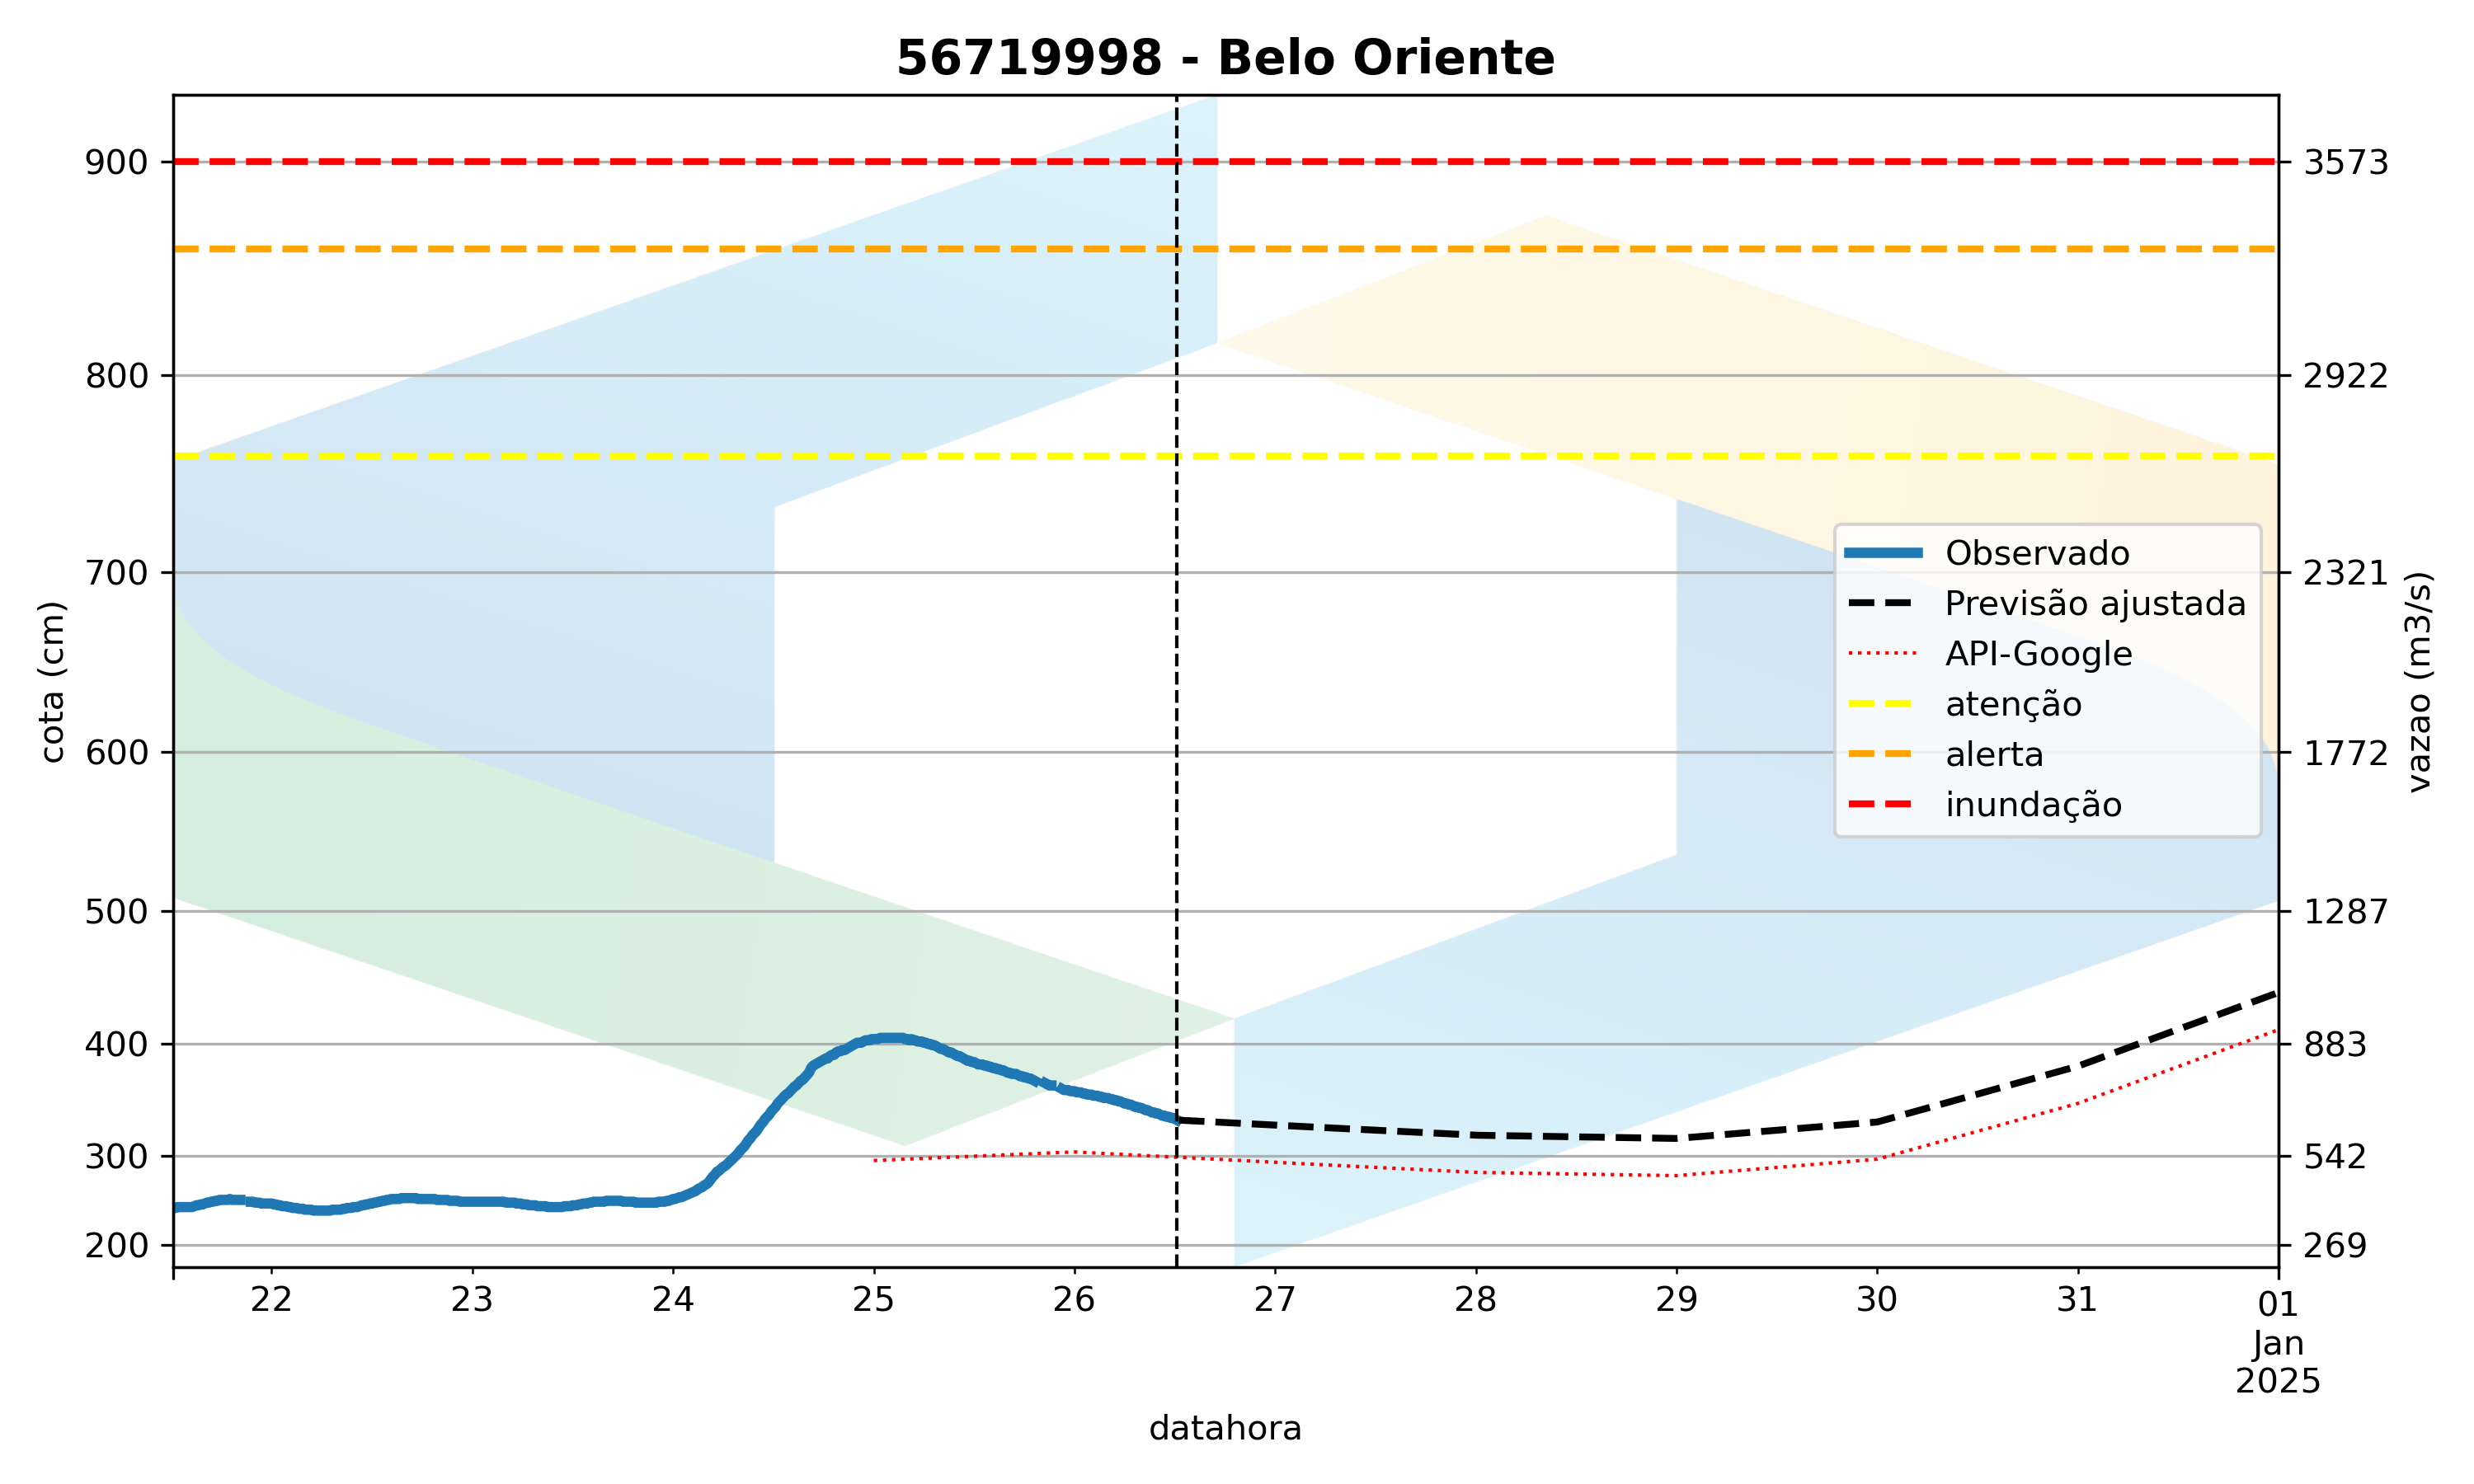 56719998 - Belo Oriente
900
800
700
600
500
400
300
200
cota (cm)
3573
2922
2321
1772
1287
883
542
269
vazao (m3/s)
Observado
Previsão ajustada
API-Google
atenção
alerta
inundação
22 23 24 25 26 27 28 29 30 31 01
Jan
2025
datahora